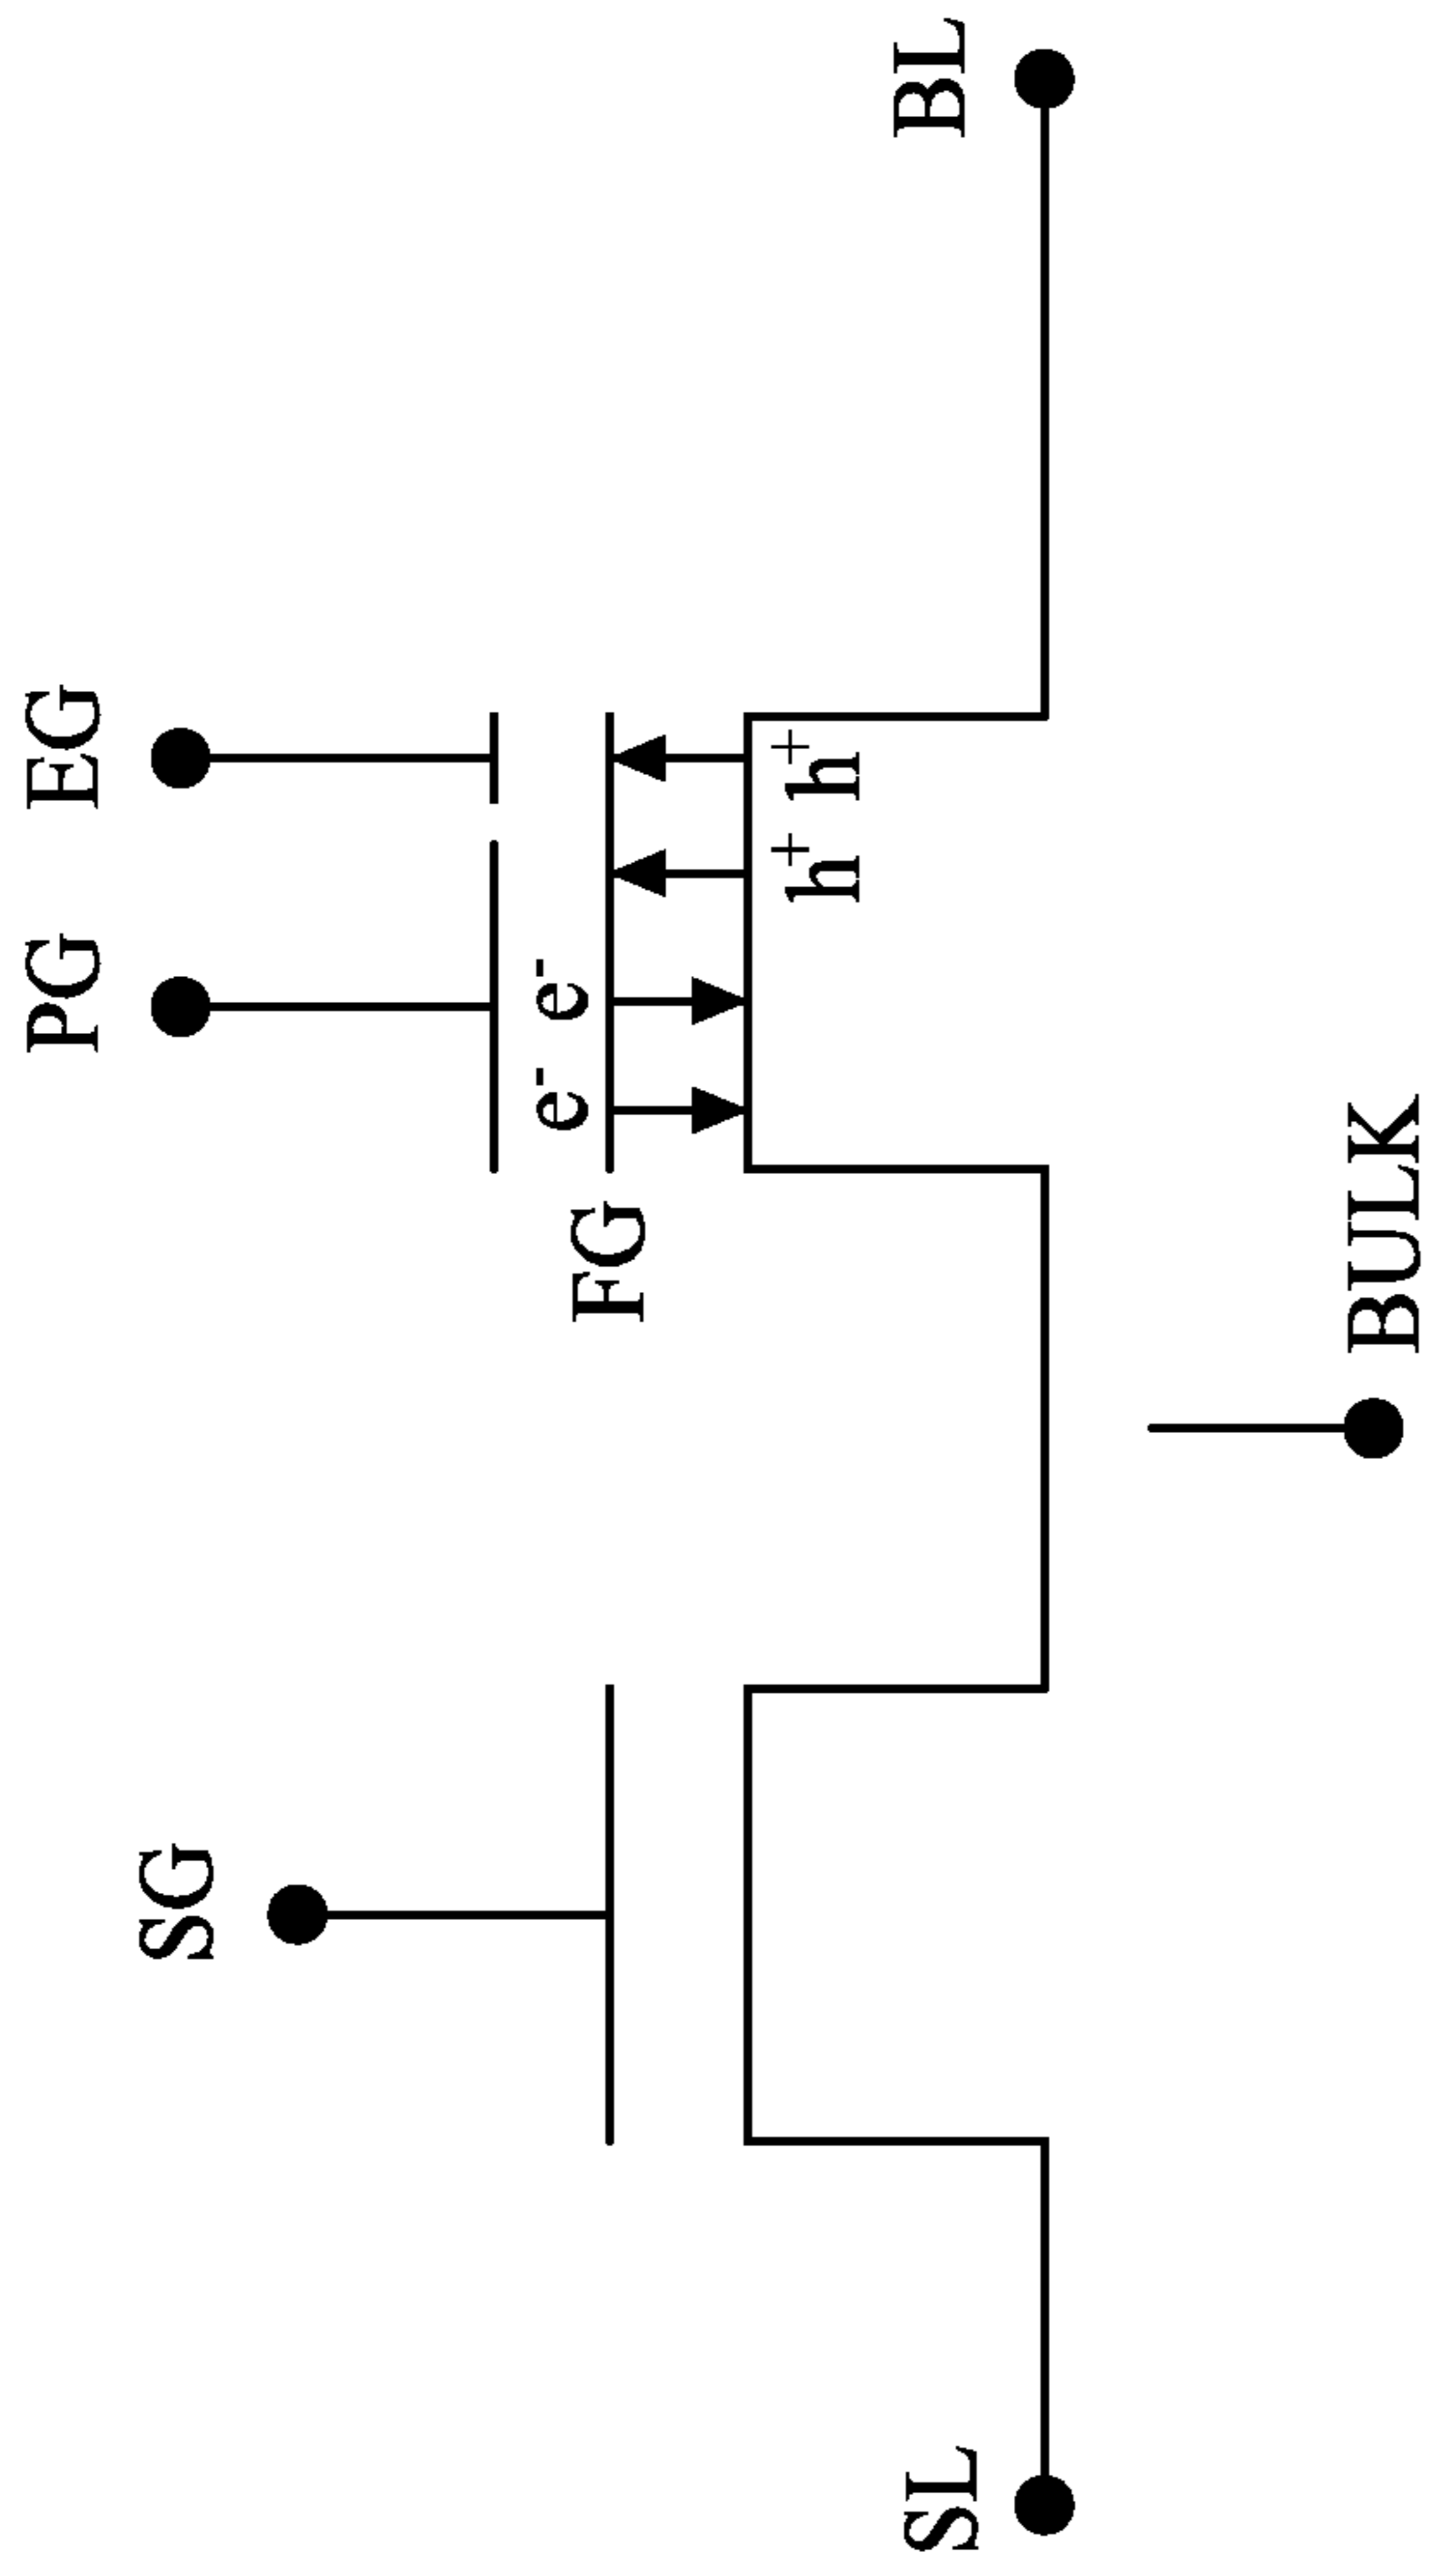 PG
EG
SG
e⁻ e⁻
FG
h⁺ h⁺
SL
BL
BULK